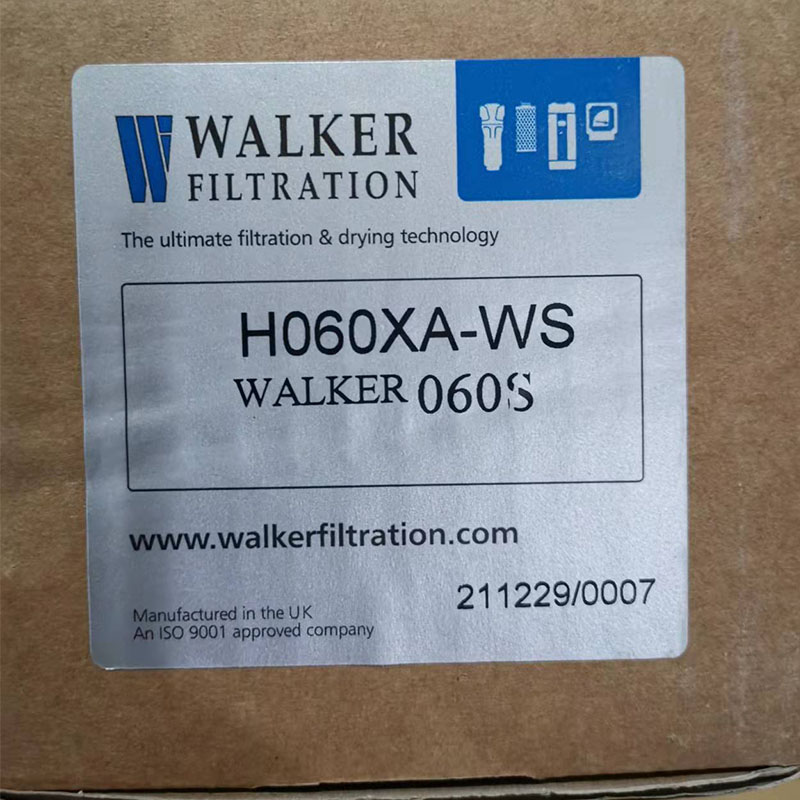 WALKER
FILTRATION
The ultimate filtration & drying technology
H060XA-WS
WALKER 060S
www.walkerfiltration.com
211229/0007
Manufactured in the UK
An ISO 9001 approved company